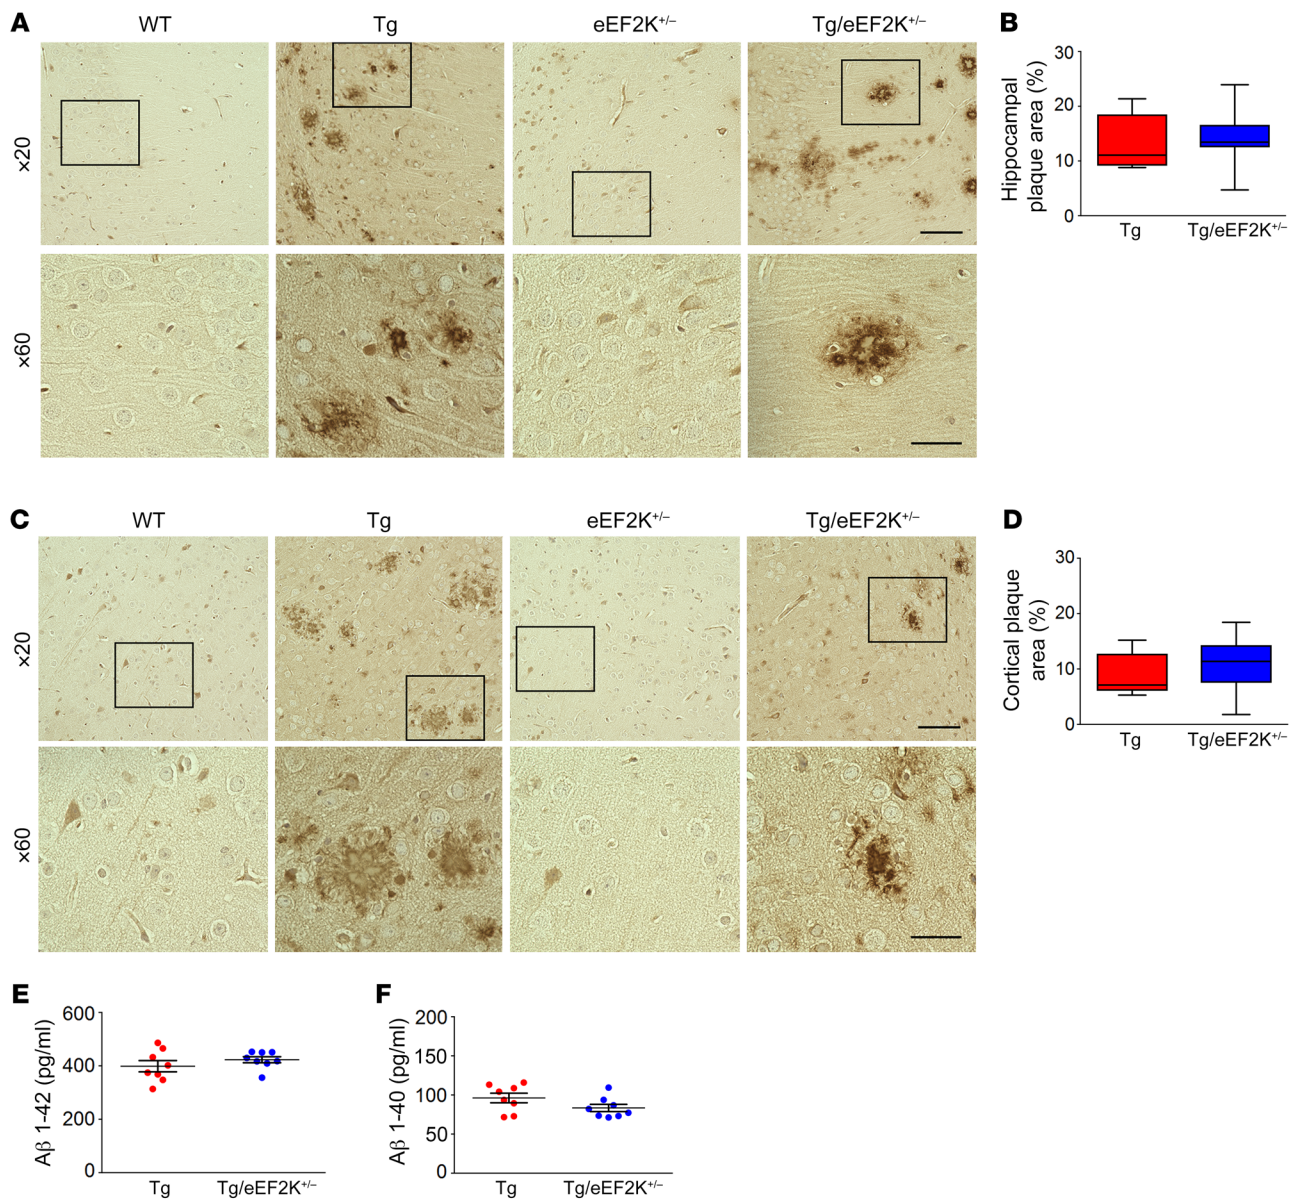 A
WT
Tg
eEF2K+/–
Tg/eEF2K+/–
×20
×60
B
Hippocampal
plaque area (%)
30
20
10
0
Tg
Tg/eEF2K+/–
C
WT
Tg
eEF2K+/–
Tg/eEF2K+/–
×20
×60
D
Cortical plaque
area (%)
30
20
10
0
Tg
Tg/eEF2K+/–
E
Aβ 1-42 (pg/ml)
600
400
200
0
Tg
Tg/eEF2K+/–
F
Aβ 1-40 (pg/ml)
200
150
100
50
0
Tg
Tg/eEF2K+/–